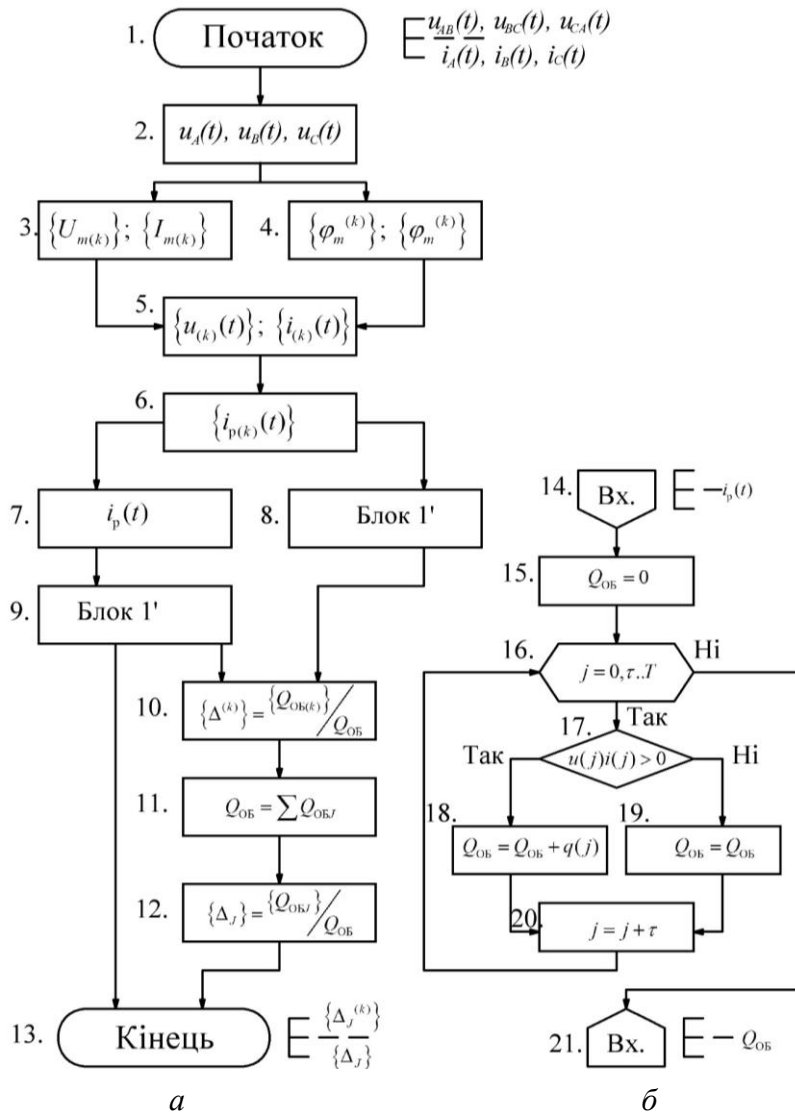 1. Початок
u_AB(t), u_BC(t), u_CA(t)
i_A(t), i_B(t), i_C(t)
2. u_A(t), u_B(t), u_C(t)
3. {U_m(k)}; {I_m(k)}
4. {φ_m^(k)}; {φ_m^(k)}
5. {u_(k)(t)}; {i_(k)(t)}
6. {i_р(k)(t)}
7. i_р(t)
8. Блок 1'
9. Блок 1'
10. {Δ^(k)} = {Q_ОБ(k)}/Q_ОБ
11. Q_ОБ = ∑Q_ОБJ
12. {Δ_J} = {Q_ОБJ}/Q_ОБ
13. Кінець
{Δ_J^(k)}
{Δ_J}
а
14. Вх.
i_р(t)
15. Q_ОБ = 0
16. j = 0,τ..T
Ні
Так
17. u(j)i(j) > 0
Так
Ні
18. Q_ОБ = Q_ОБ + q(j)
19. Q_ОБ = Q_ОБ
20. j = j + τ
21. Вх.
Q_ОБ
б